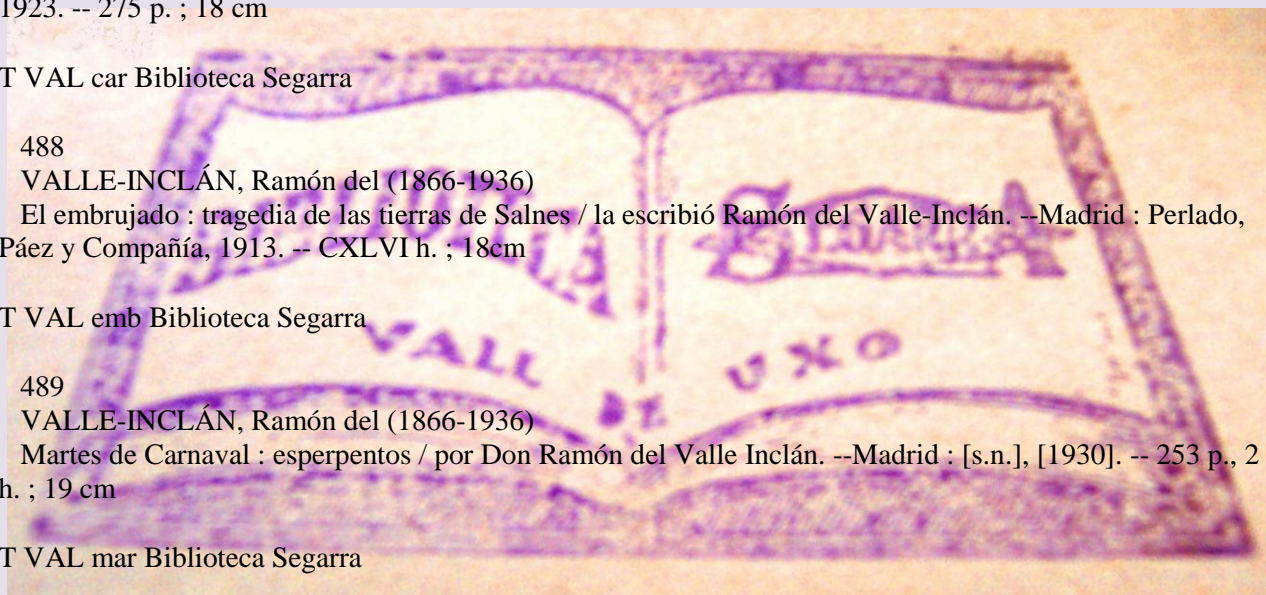 1923. -- 275 p. ; 18 cm
T VAL car Biblioteca Segarra
488
VALLE-INCLÁN, Ramón del (1866-1936)
El embrujado : tragedia de las tierras de Salnes / la escribió Ramón del Valle-Inclán. --Madrid : Perlado,
Páez y Compañía, 1913. -- CXLVI h. ; 18cm
T VAL emb Biblioteca Segarra
489
VALLE-INCLÁN, Ramón del (1866-1936)
Martes de Carnaval : esperpentos / por Don Ramón del Valle Inclán. --Madrid : [s.n.], [1930]. -- 253 p., 2
h. ; 19 cm
T VAL mar Biblioteca Segarra
VALL DE UXO